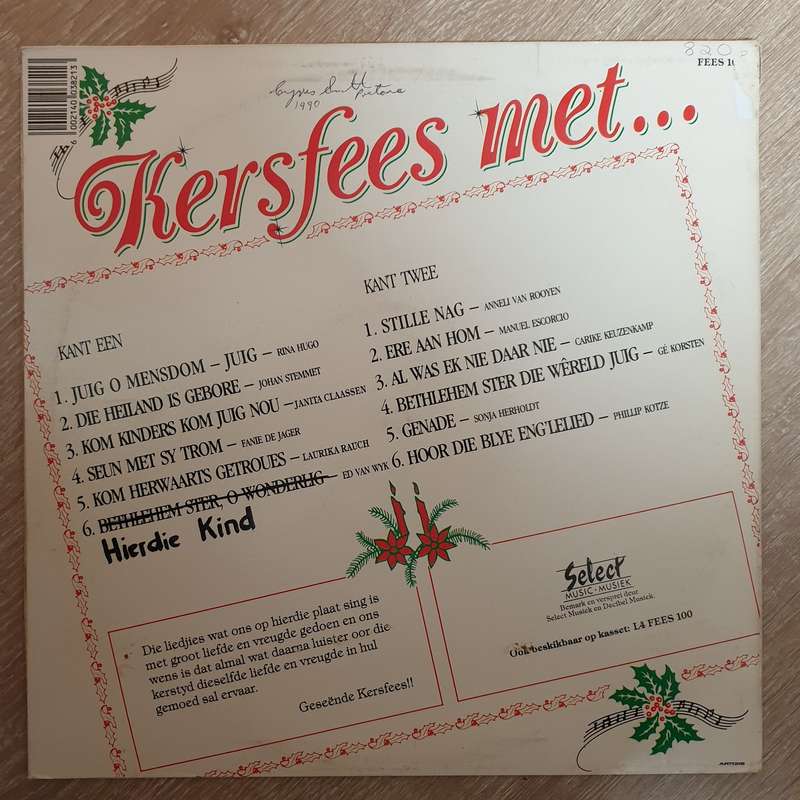 6 002140 038213
1990
820
FEES 1
Kersfees met...
KANT EEN
1. JUIG O MENSDOM – JUIG – RINA HUGO
2. DIE HEILAND IS GEBORE – JOHAN STEMMET
3. KOM KINDERS KOM JUIG NOU – JANITA CLAASSEN
4. SEUN MET SY TROM – FANIE DE JAGER
5. KOM HERWAARTS GETROUES – LAURIKA RAUCH
6. BETHLEHEM STER, O WONDERLIG – ED VAN WYK
Hierdie Kind
KANT TWEE
1. STILLE NAG – ANNELI VAN ROOYEN
2. ERE AAN HOM – MANUEL ESCORCIO
3. AL WAS EK NIE DAAR NIE – CARIKE KEUZENKAMP
4. BETHLEHEM STER DIE WÊRELD JUIG – GÉ KORSTEN
5. GENADE – SONJA HERHOLDT
6. HOOR DIE BLYE ENG'LELIED – PHILLIP KOTZE
Die liedjies wat ons op hierdie plaat sing is
met groot liefde en vreugde gedoen en ons
wens is dat almal wat daarna luister oor die
kerstyd dieselfde liefde en vreugde in hul
gemoed sal ervaar.
Geseënde Kersfees!!
Select
MUSIC • MUSIEK
Bemark en versprei deur
Select Musiek en Decibel Musiek.
Ook beskikbaar op kasset: L4 FEES 100